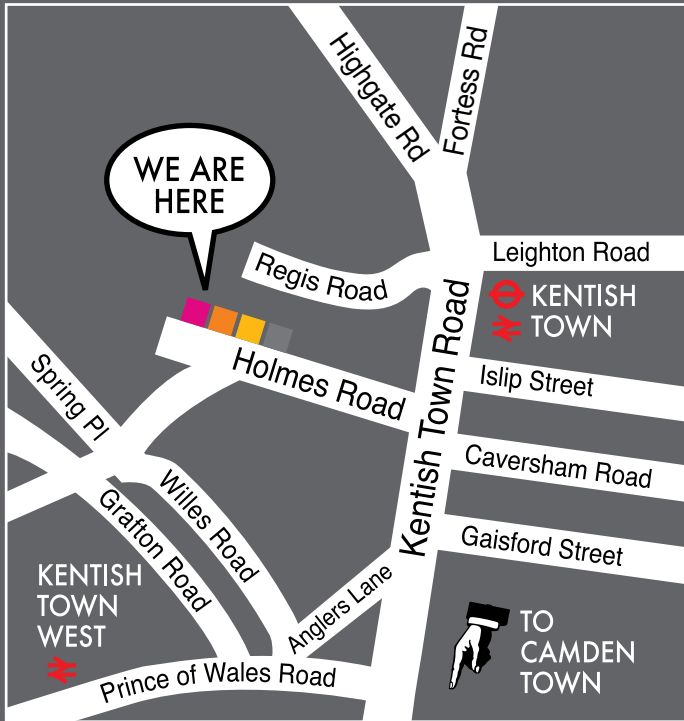 Highgate Rd
Fortess Rd
WE ARE
HERE
Leighton Road
Regis Road
KENTISH
TOWN
Kentish Town Road
Holmes Road
Islip Street
Spring Pl
Caversham Road
Willes Road
Grafton Road
Gaisford Street
KENTISH
TOWN
WEST
Anglers Lane
TO
CAMDEN
TOWN
Prince of Wales Road